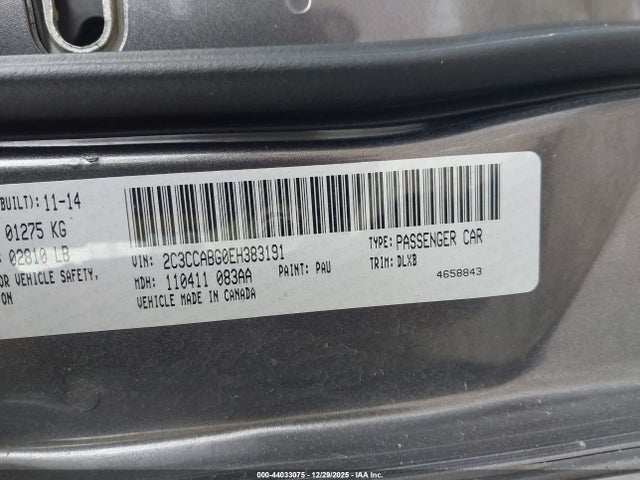 BUILT): 11-14
01275 KG
02810 LB
OR VEHICLE SAFETY,
ON
VIN: 2C3CCABG0EH383191
MDH: 110411 083AA PAINT: PAU
VEHICLE MADE IN CANADA
TYPE: PASSENGER CAR
TRIM: DLXB
4658843
000-44033075 - 12/29/2025 - IAA Inc.